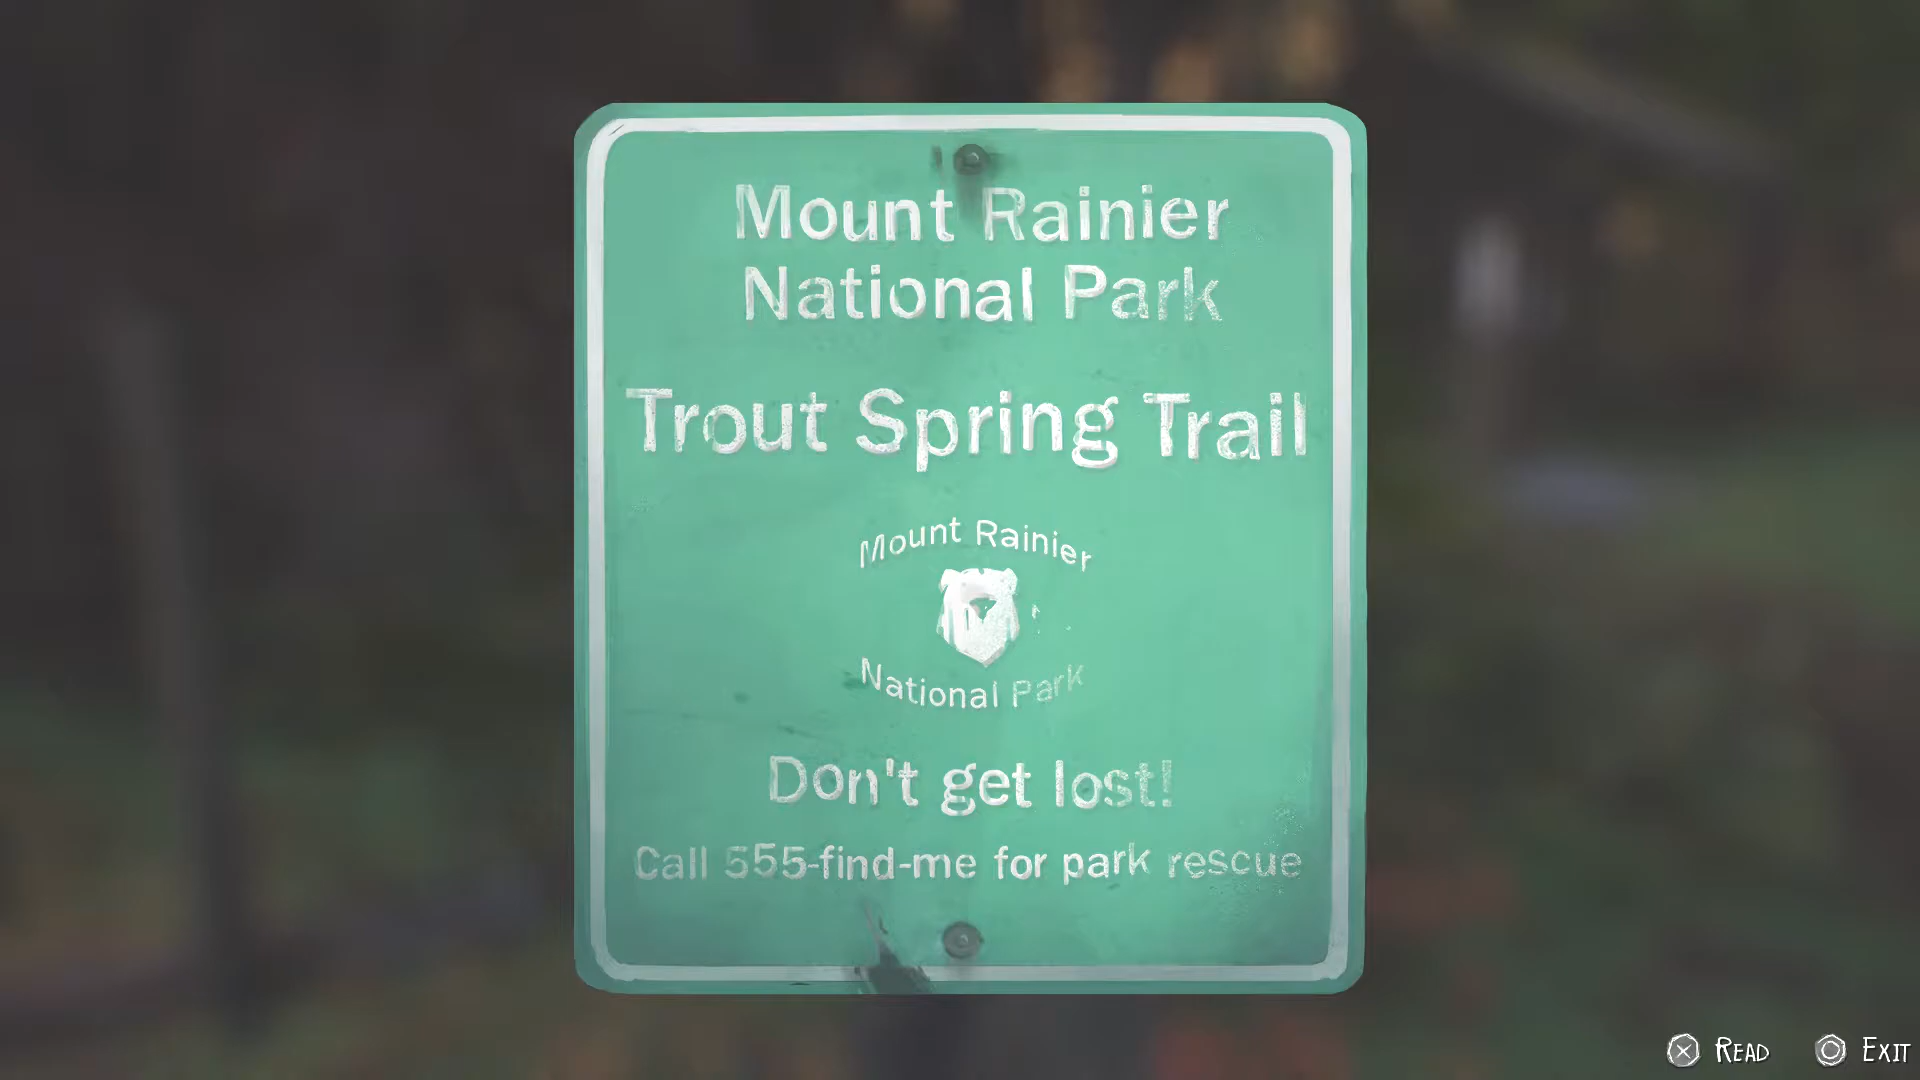 Mount Rainier
National Park
Trout Spring Trail
Mount Rainier
National Park
Don't get lost!
Call 555-find-me for park rescue
READ EXIT